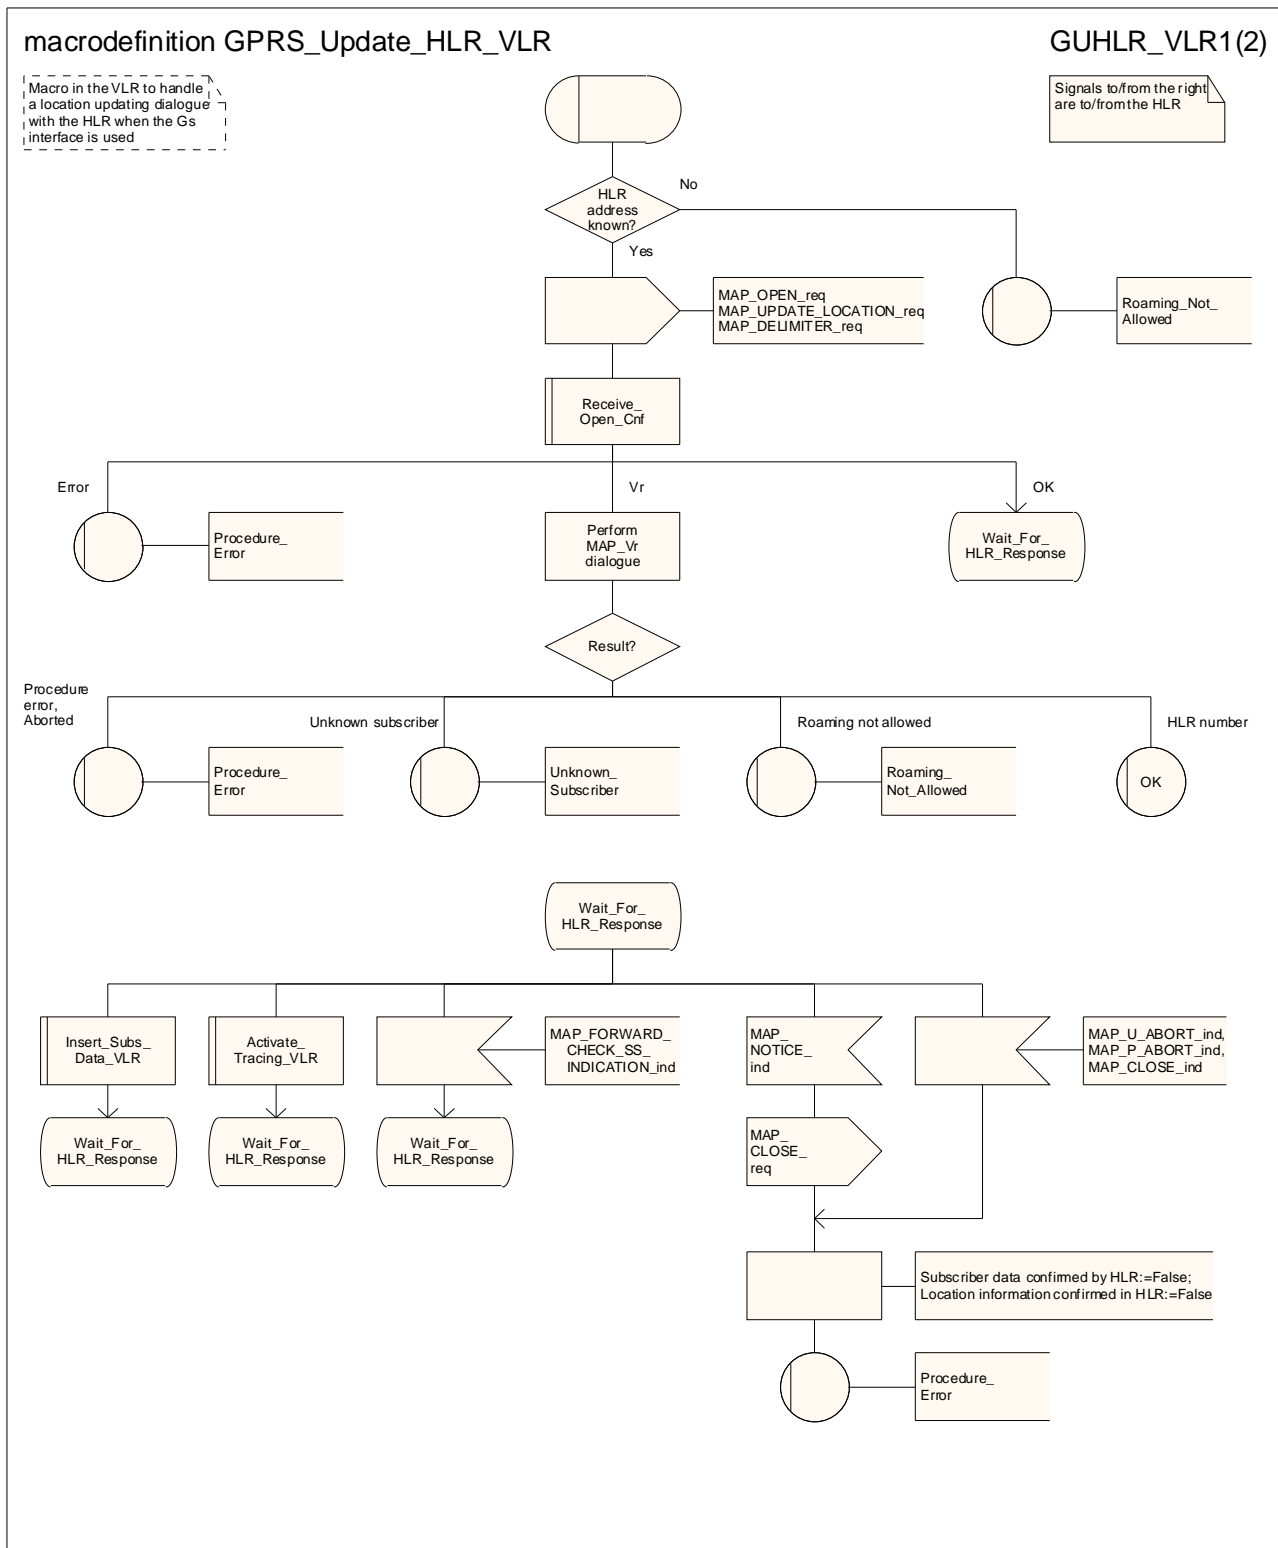 macrodefinition GPRS_Update_HLR_VLR
GUHLR_VLR1(2)
Macro in the VLR to handle
a location updating dialogue
with the HLR when the Gs
interface is used
Signals to/from the right
are to/from the HLR
HLR
address
known?
No
Yes
MAP_OPEN_req
MAP_UPDATE_LOCATION_req
MAP_DELIMITER_req
Roaming_Not_
Allowed
Receive_
Open_Cnf
Error
Vr
OK
Procedure_
Error
Perform
MAP_Vr
dialogue
Wait_For_
HLR_Response
Result?
Procedure
error,
Aborted
Unknown subscriber
Roaming not allowed
HLR number
Procedure_
Error
Unknown_
Subscriber
Roaming_
Not_Allowed
OK
Wait_For_
HLR_Response
Insert_Subs_
Data_VLR
Activate_
Tracing_VLR
MAP_FORWARD_
CHECK_SS_
INDICATION_ind
MAP_
NOTICE_
ind
MAP_U_ABORT_ind,
MAP_P_ABORT_ind,
MAP_CLOSE_ind
Wait_For_
HLR_Response
Wait_For_
HLR_Response
Wait_For_
HLR_Response
MAP_
CLOSE_
req
Subscriber data confirmed by HLR:=False;
Location information confirmed in HLR:=False
Procedure_
Error